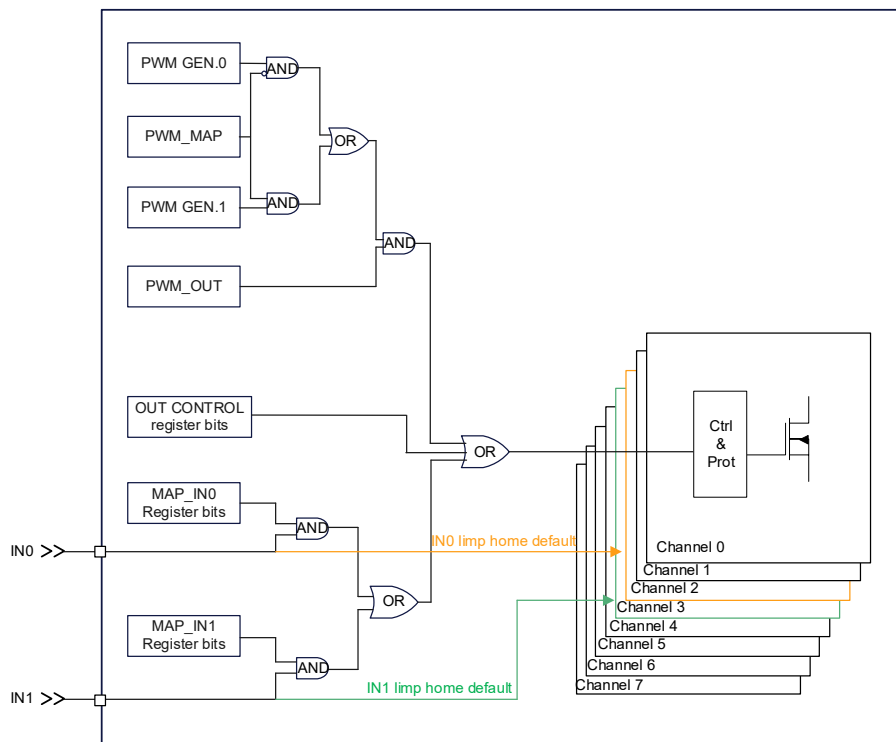 PWM GEN.0
AND
PWM_MAP
OR
PWM GEN.1
AND
AND
PWM_OUT
OUT CONTROL
register bits
OR
Ctrl
&
Prot
MAP_IN0
Register bits
AND
IN0
IN0 limp home default
Channel 0
Channel 1
Channel 2
Channel 3
Channel 4
Channel 5
Channel 6
Channel 7
OR
MAP_IN1
Register bits
AND
IN1
IN1 limp home default